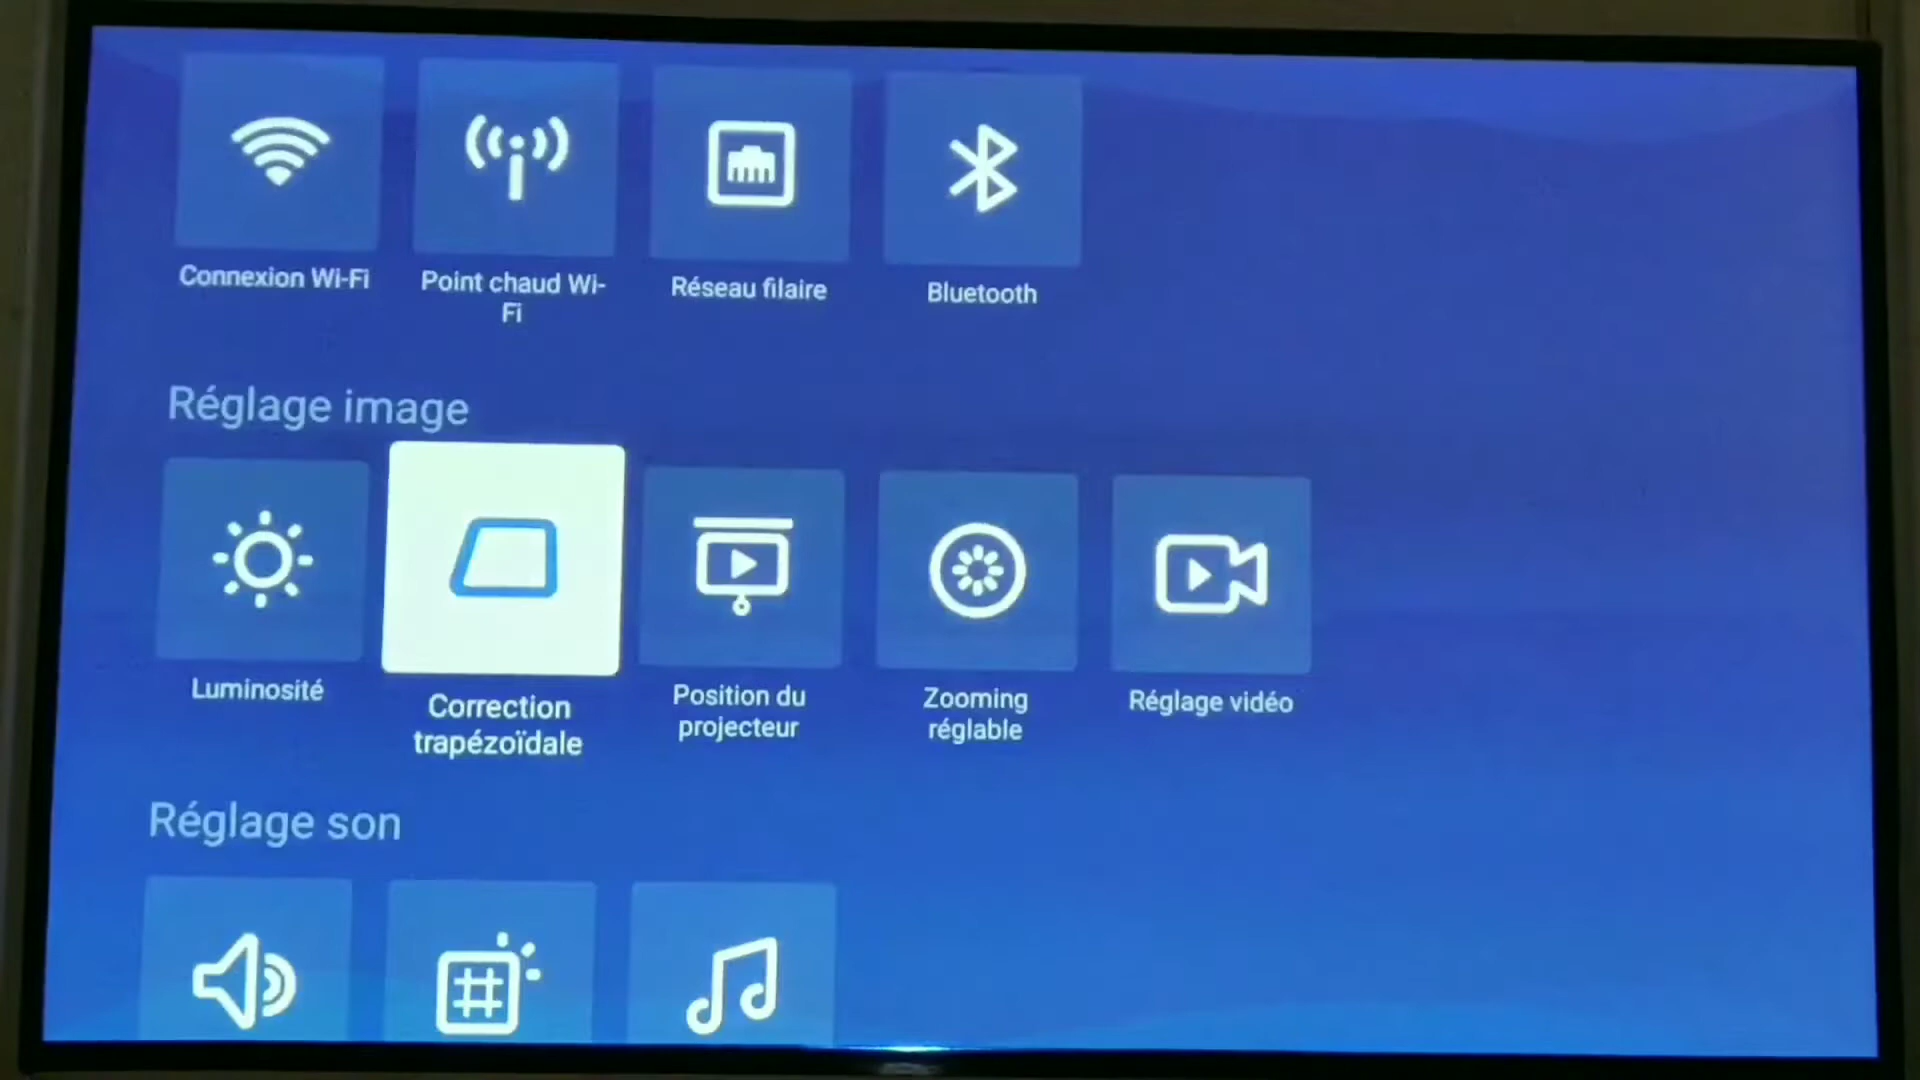 Connexion Wi-Fi
Point chaud Wi-
Fi
Réseau filaire
Bluetooth
Réglage image
Luminosité
Correction
trapézoïdale
Position du
projecteur
Zooming
réglable
Réglage vidéo
Réglage son